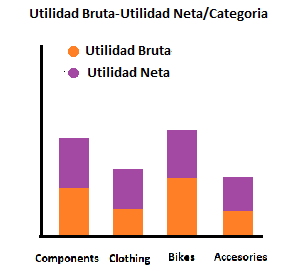 Utilidad Bruta-Utilidad Neta/Categoria
Utilidad Bruta
Utilidad Neta
Components Clothing Bikes Accesories